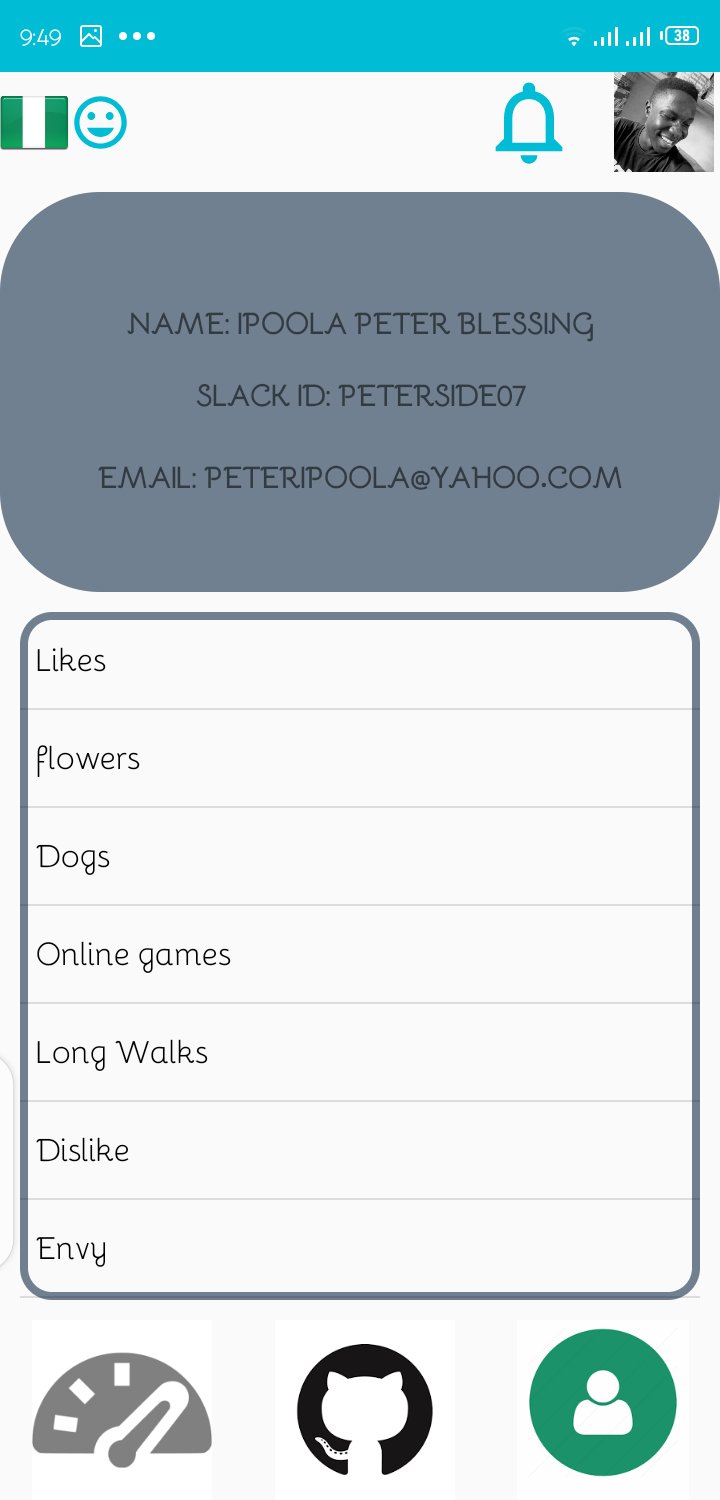 9:49
38
NAME: IPOOLA PETER BLESSING
SLACK ID: PETERSIDE07
EMAIL: PETERIPOOLA@YAHOO.COM
Likes
flowers
Dogs
Online games
Long Walks
Dislike
Envy